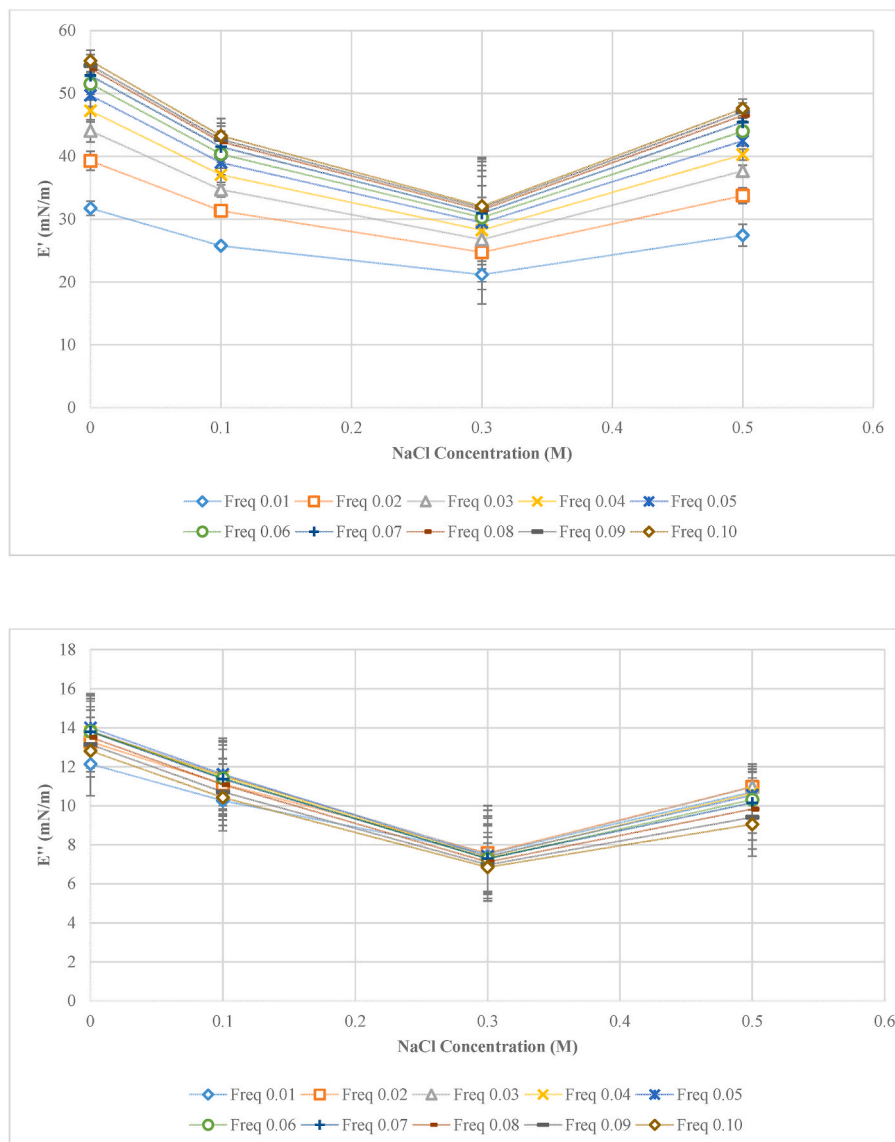 60
50
40
30
20
10
0
E' (mN/m)
0 0.1 0.2 0.3 0.4 0.5 0.6
NaCl Concentration (M)
Freq 0.01 Freq 0.02 Freq 0.03 Freq 0.04 Freq 0.05
Freq 0.06 Freq 0.07 Freq 0.08 Freq 0.09 Freq 0.10
18
16
14
12
10
8
6
4
2
0
E'' (mN/m)
0 0.1 0.2 0.3 0.4 0.5 0.6
NaCl Concentration (M)
Freq 0.01 Freq 0.02 Freq 0.03 Freq 0.04 Freq 0.05
Freq 0.06 Freq 0.07 Freq 0.08 Freq 0.09 Freq 0.10